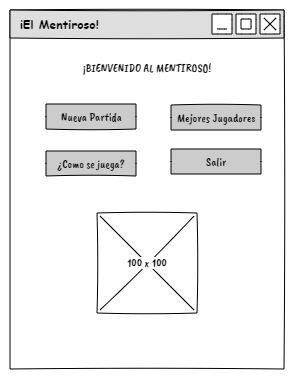 ¡El Mentiroso!
¡BIENVENIDO AL MENTIROSO!
Nueva Partida
Mejores Jugadores
¿Como se juega?
Salir
100 x 100